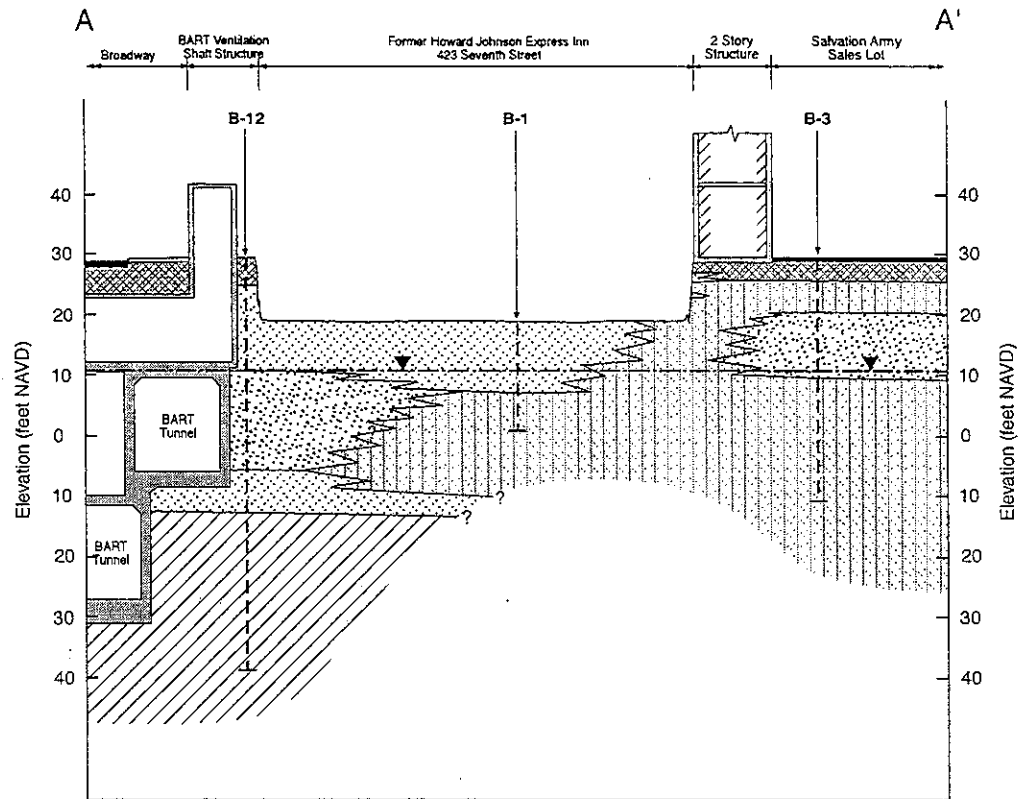 A
A'
Broadway
BART Ventilation
Shaft Structure
Former Howard Johnson Express Inn
423 Seventh Street
2 Story
Structure
Salvation Army
Sales Lot
B-12
B-1
B-3
40
30
20
10
0
10
20
30
40
Elevation (feet NAVD)
BART
Tunnel
BART
Tunnel
?
?
40
30
20
10
0
10
20
30
40
Elevation (feet NAVD)